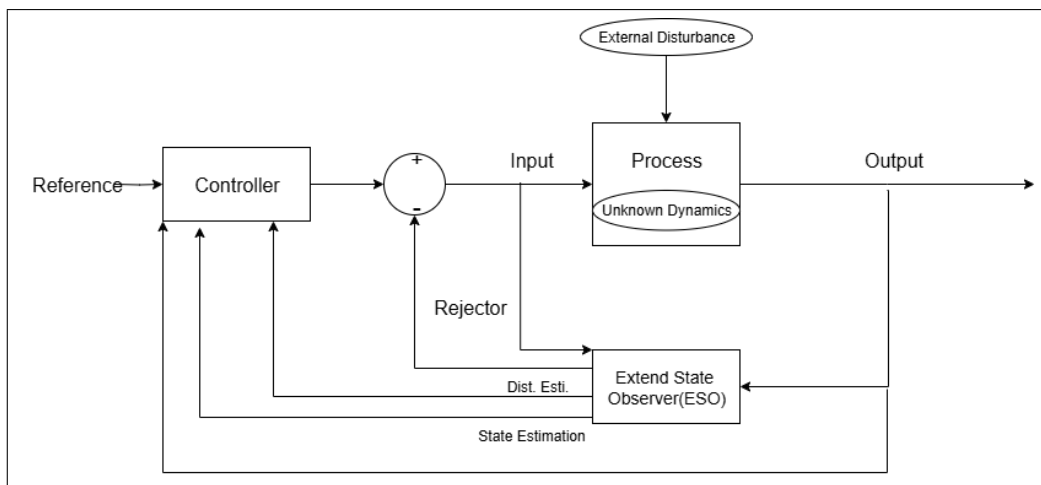 External Disturbance
Reference
Controller
+
-
Input
Process
Unknown Dynamics
Output
Rejector
Dist. Esti.
Extend State
Observer(ESO)
State Estimation